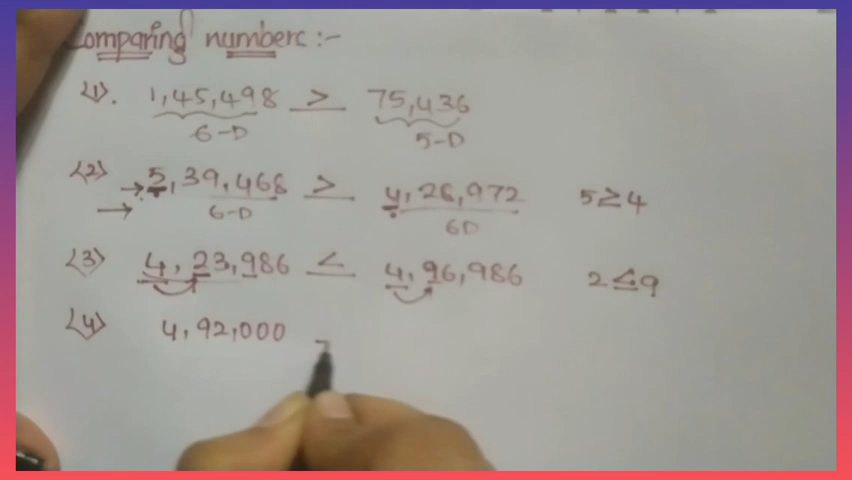 Comparing numbers :-
<1>. 1,45,498 > 75,436
6-D 5-D
<2> → 5,39,468 > 4,26,972 5≥4
→ 6-D 6D
<3> 4,23,986 < 4,96,986 2≤9
<4> 4,92,000